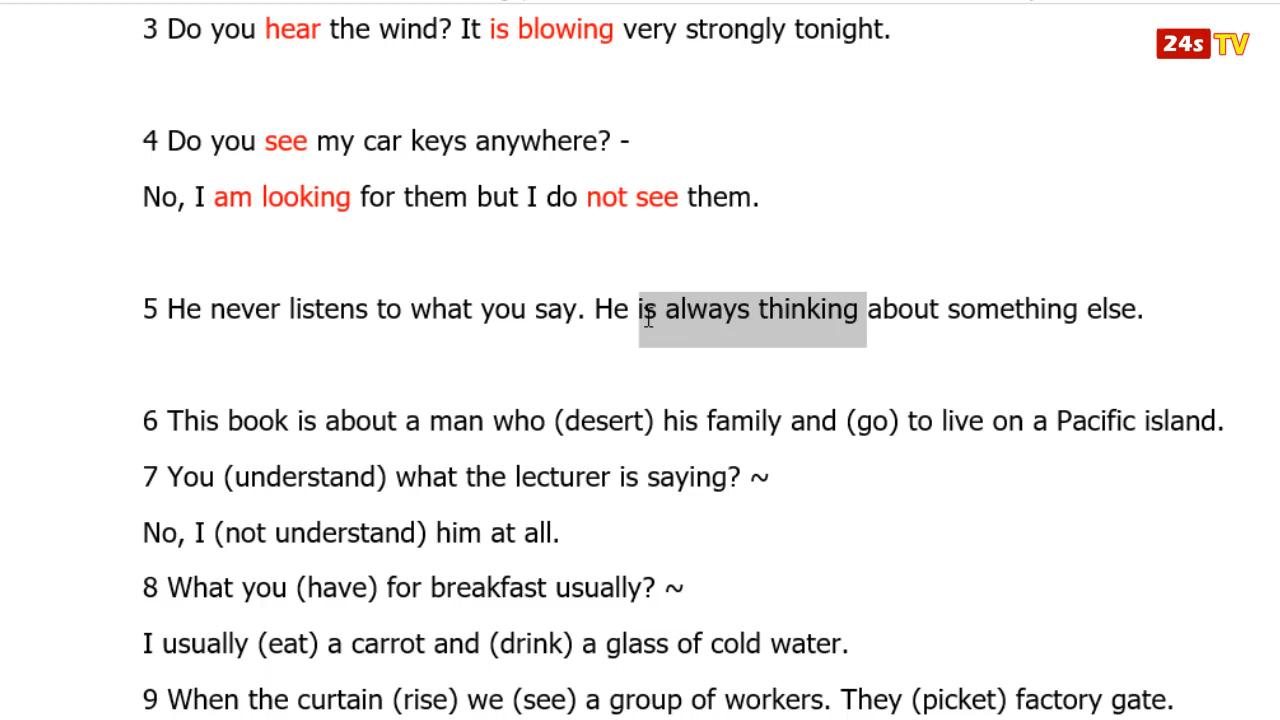 3 Do you hear the wind? It is blowing very strongly tonight.
24s TV
4 Do you see my car keys anywhere? -
No, I am looking for them but I do not see them.
5 He never listens to what you say. He is always thinking about something else.
6 This book is about a man who (desert) his family and (go) to live on a Pacific island.
7 You (understand) what the lecturer is saying? ~
No, I (not understand) him at all.
8 What you (have) for breakfast usually? ~
I usually (eat) a carrot and (drink) a glass of cold water.
9 When the curtain (rise) we (see) a group of workers. They (picket) factory gate.